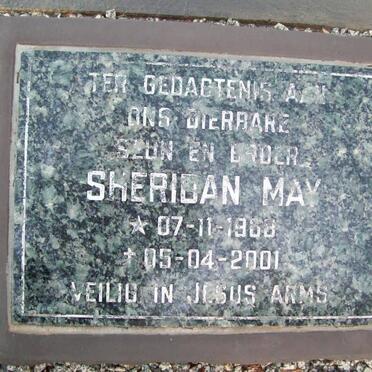 TER GEDAGTENIS AAN
ONS DIERBARE
SEUN EN BROER
SHERIDAN MAY
★ 07-11-1968
† 05-04-2001
VEILIG IN JESUS ARMS